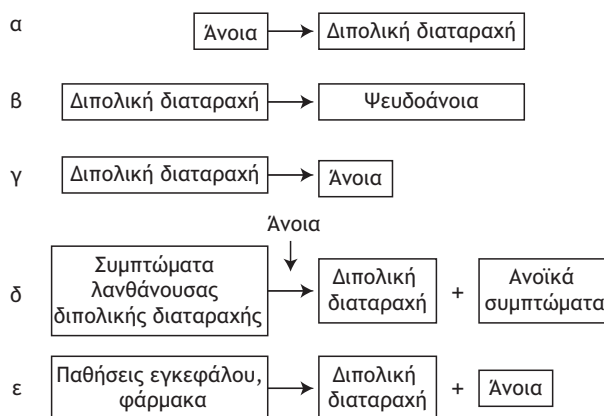 α Άνοια Διπολική διαταραχή
β Διπολική διαταραχή Ψευδοάνοια
γ Διπολική διαταραχή Άνοια
Άνοια
δ Συμπτώματα λανθάνουσας διπολικής διαταραχής Διπολική διαταραχή + Ανοϊκά συμπτώματα
ε Παθήσεις εγκεφάλου, φάρμακα Διπολική διαταραχή + Άνοια